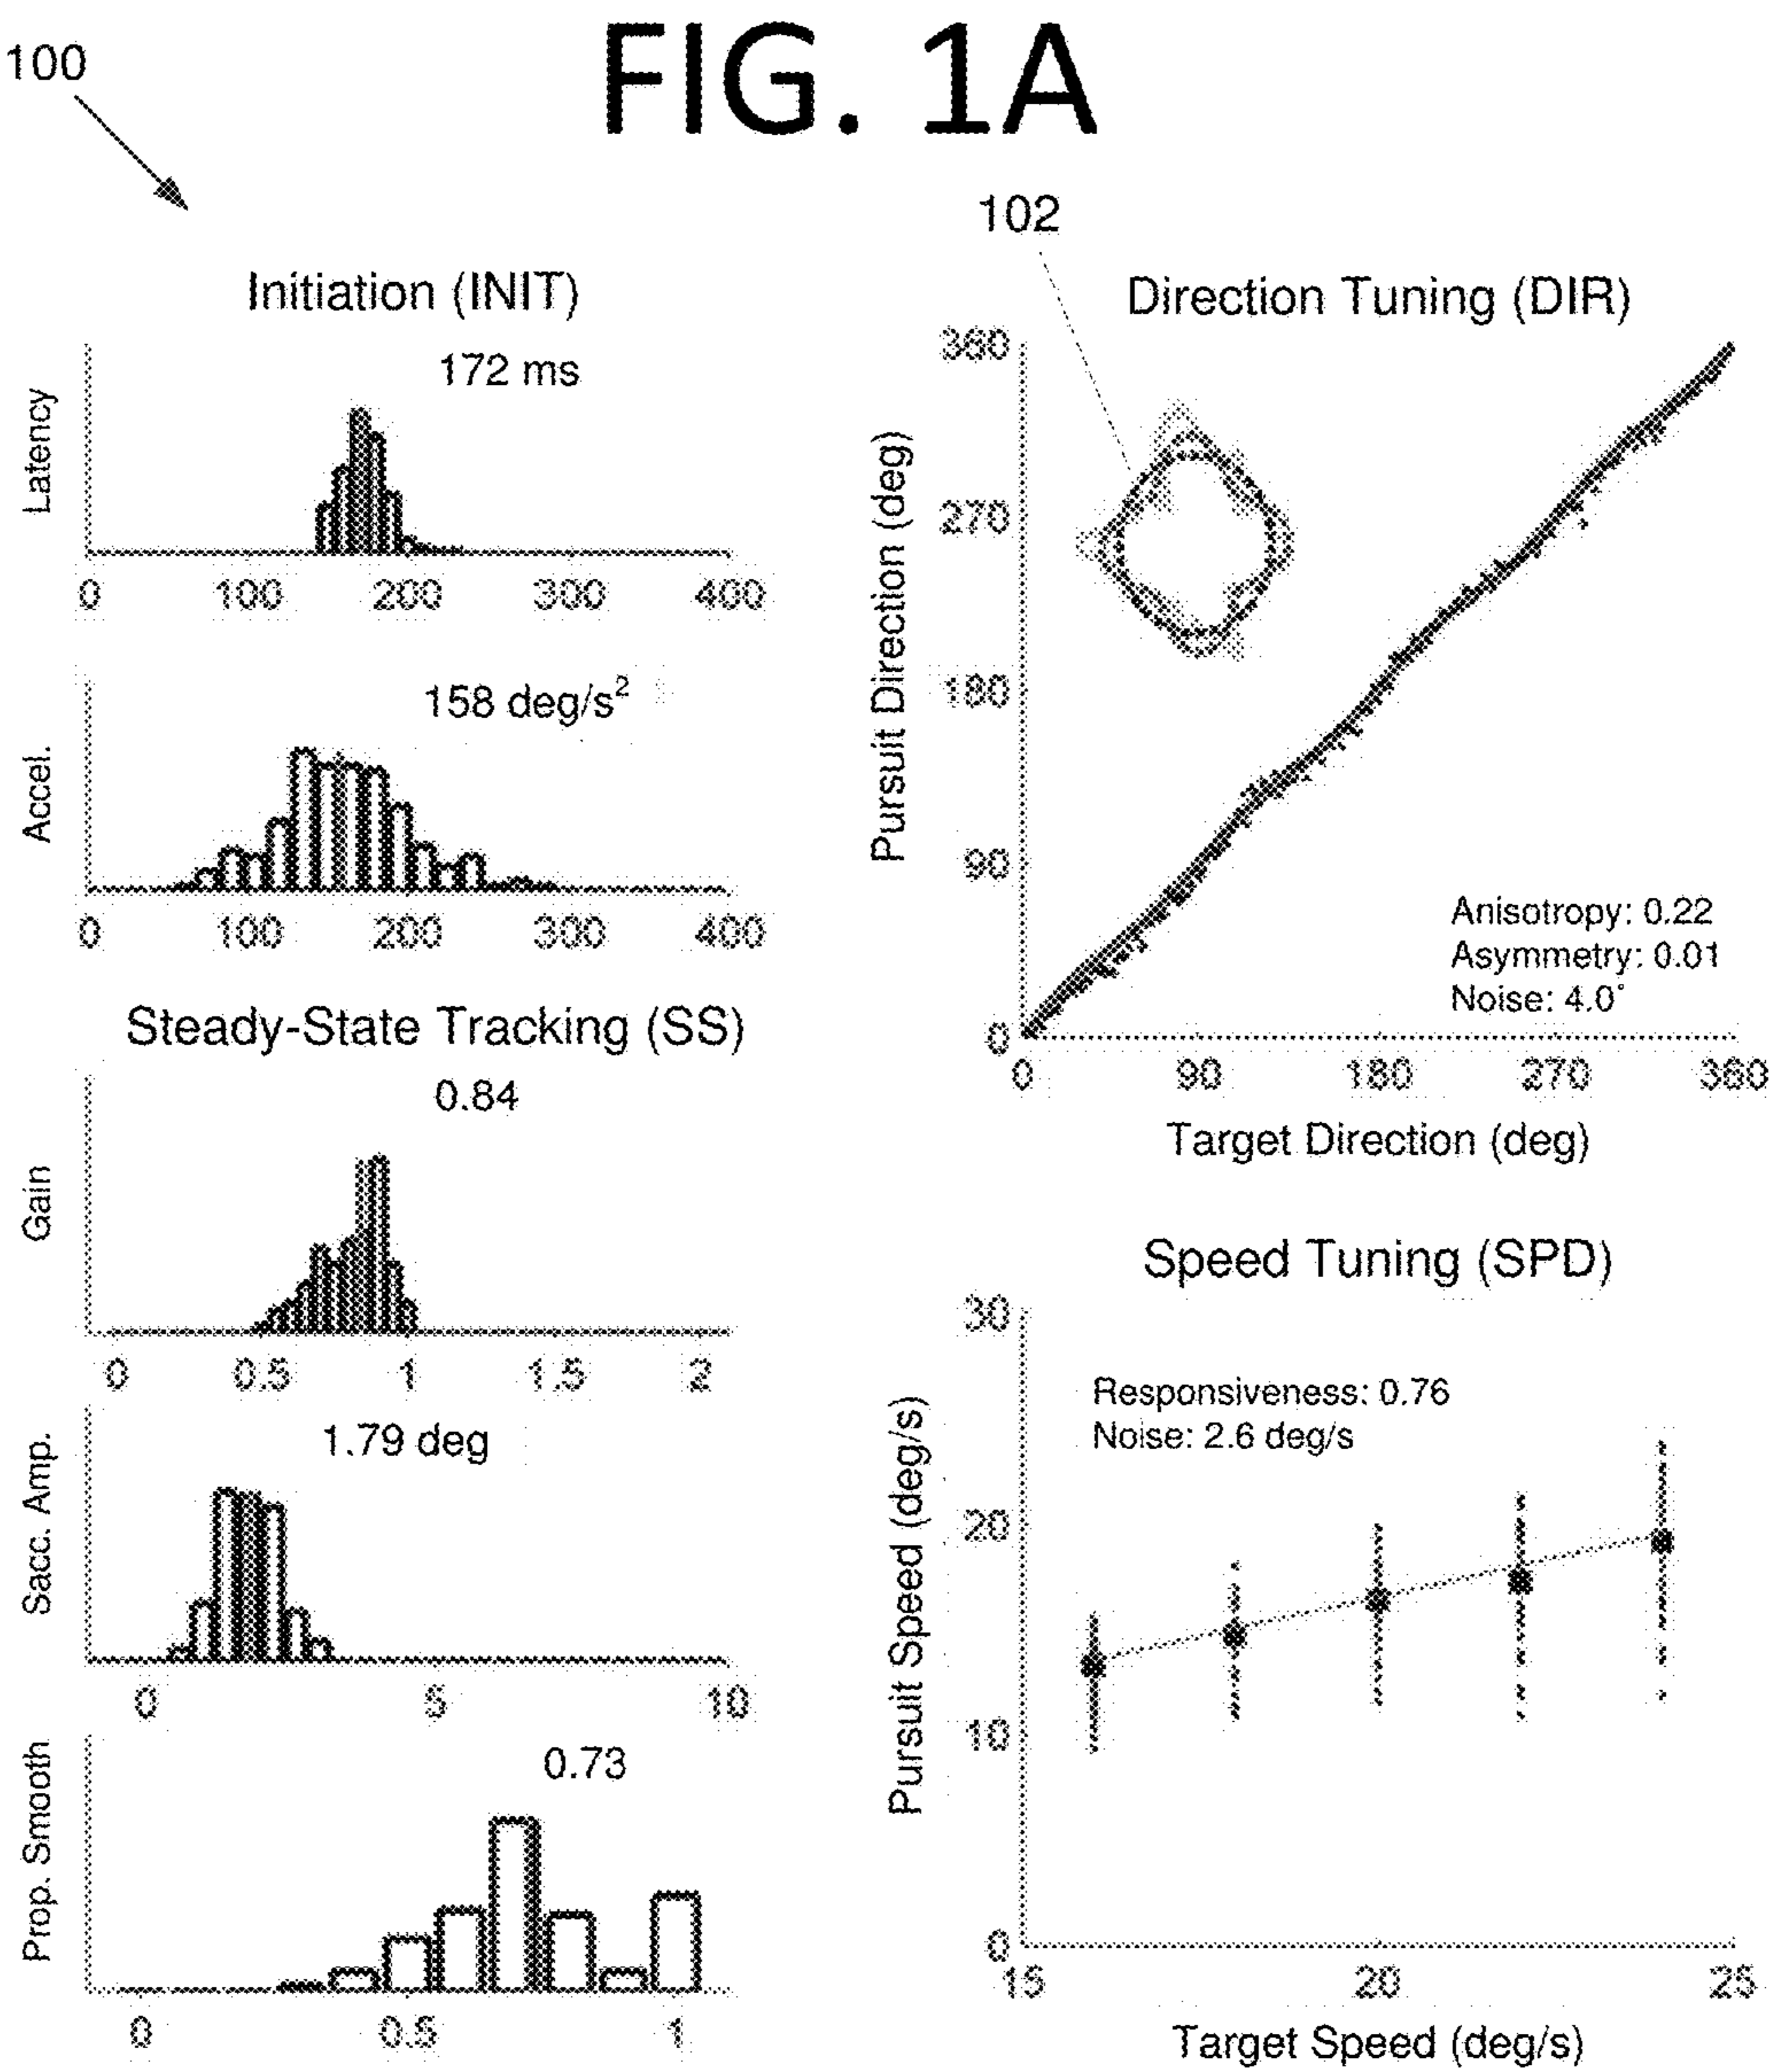 FIG. 1A
100
102
Initiation (INIT)
172 ms
Latency
0 100 200 300 400
158 deg/s²
Accel.
0 100 200 300 400
Steady-State Tracking (SS)
0.84
Gain
0 0.5 1 1.5 2
1.79 deg
Sacc. Amp.
0 5 10
0.73
Prop. Smooth
0 0.5 1
Direction Tuning (DIR)
Pursuit Direction (deg)
360
270
180
90
0
Anisotropy: 0.22
Asymmetry: 0.01
Noise: 4.0°
0 90 180 270 360
Target Direction (deg)
Speed Tuning (SPD)
Pursuit Speed (deg/s)
30
Responsiveness: 0.76
Noise: 2.6 deg/s
20
10
0
15 20 25
Target Speed (deg/s)